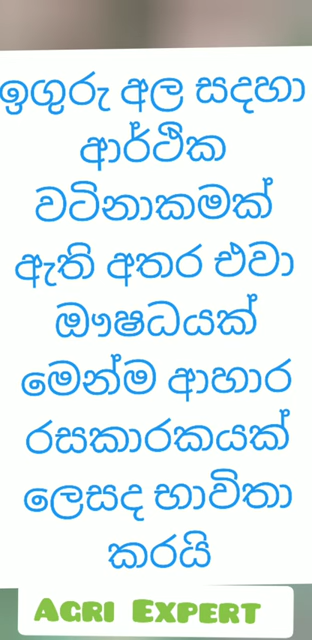 ඉගුරු අල සදහා
ආර්ථික
වටිනාකමක්
ඇති අතර එවා
ඖෂධයක්
මෙන්ම ආහාර
රසකාරකයක්
ලෙසද භාවිතා
කරයි
AGRI EXPERT